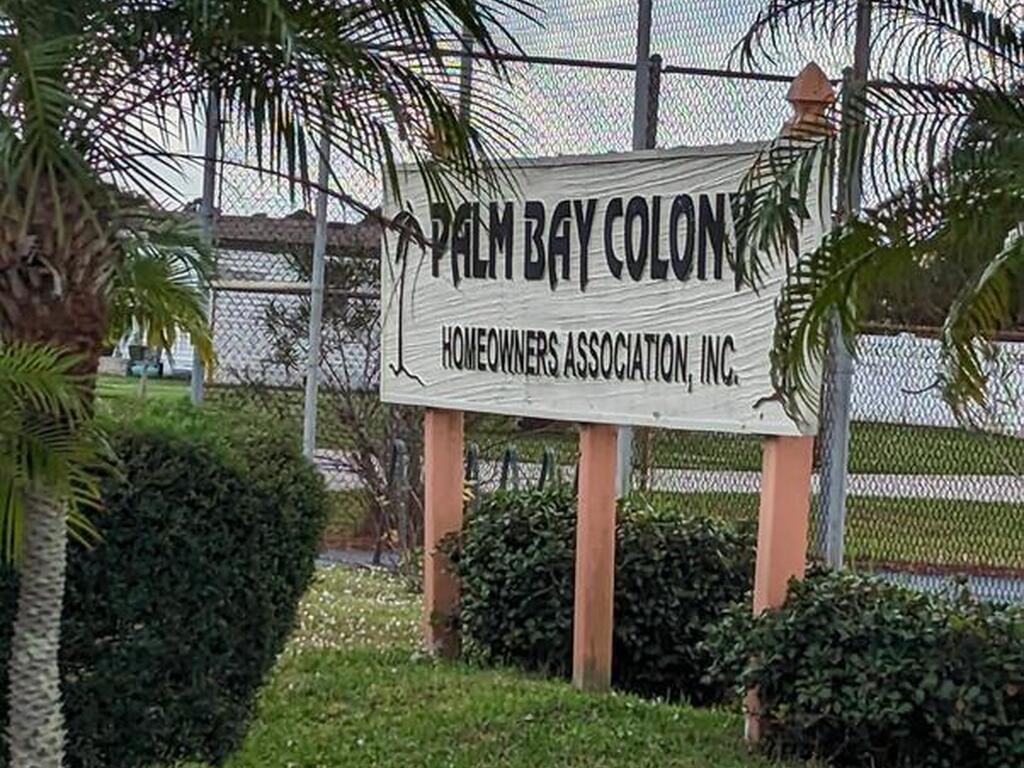 PALM BAY COLONY
HOMEOWNERS ASSOCIATION, INC.